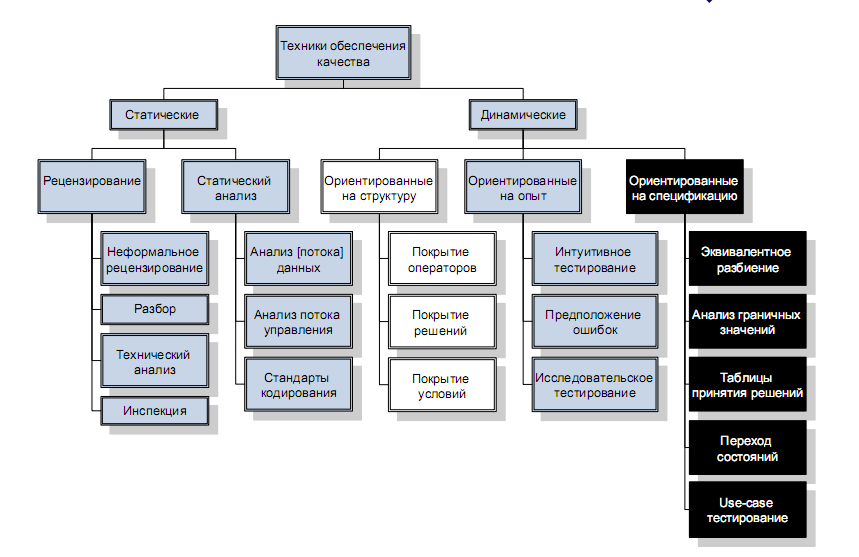 Техники обеспечения
качества
Статические
Динамические
Рецензирование
Статический
анализ
Ориентированные
на структуру
Ориентированные
на опыт
Ориентированные
на спецификацию
Неформальное
рецензирование
Разбор
Технический
анализ
Инспекция
Анализ [потока]
данных
Анализ потока
управления
Стандарты
кодирования
Покрытие
операторов
Покрытие
решений
Покрытие
условий
Интуитивное
тестирование
Предположение
ошибок
Исследовательское
тестирование
Эквивалентное
разбиение
Анализ граничных
значений
Таблицы
принятия решений
Переход
состояний
Use-case
тестирование